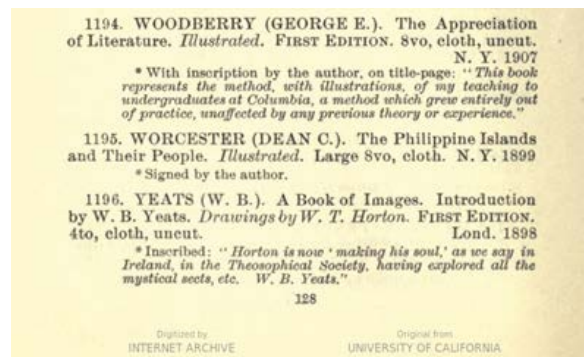 1194. WOODBERRY (GEORGE E.). The Appreciation
of Literature. Illustrated. FIRST EDITION. 8vo, cloth, uncut.
N. Y. 1907
* With inscription by the author, on title-page: "This book
represents the method, with illustrations, of my teaching to
undergraduates at Columbia, a method which grew entirely out
of practice, unaffected by any previous theory or experience."
1195. WORCESTER (DEAN C.). The Philippine Islands
and Their People. Illustrated. Large 8vo, cloth. N. Y. 1899
* Signed by the author.
1196. YEATS (W. B.). A Book of Images. Introduction
by W. B. Yeats. Drawings by W. T. Horton. FIRST EDITION.
4to, cloth, uncut. Lond. 1898
* Inscribed: "Horton is now 'making his soul,' as we say in
Ireland, in the Theosophical Society, having explored all the
mystical sects, etc. W. B. Yeats."
128
Digitized by Original from
INTERNET ARCHIVE UNIVERSITY OF CALIFORNIA